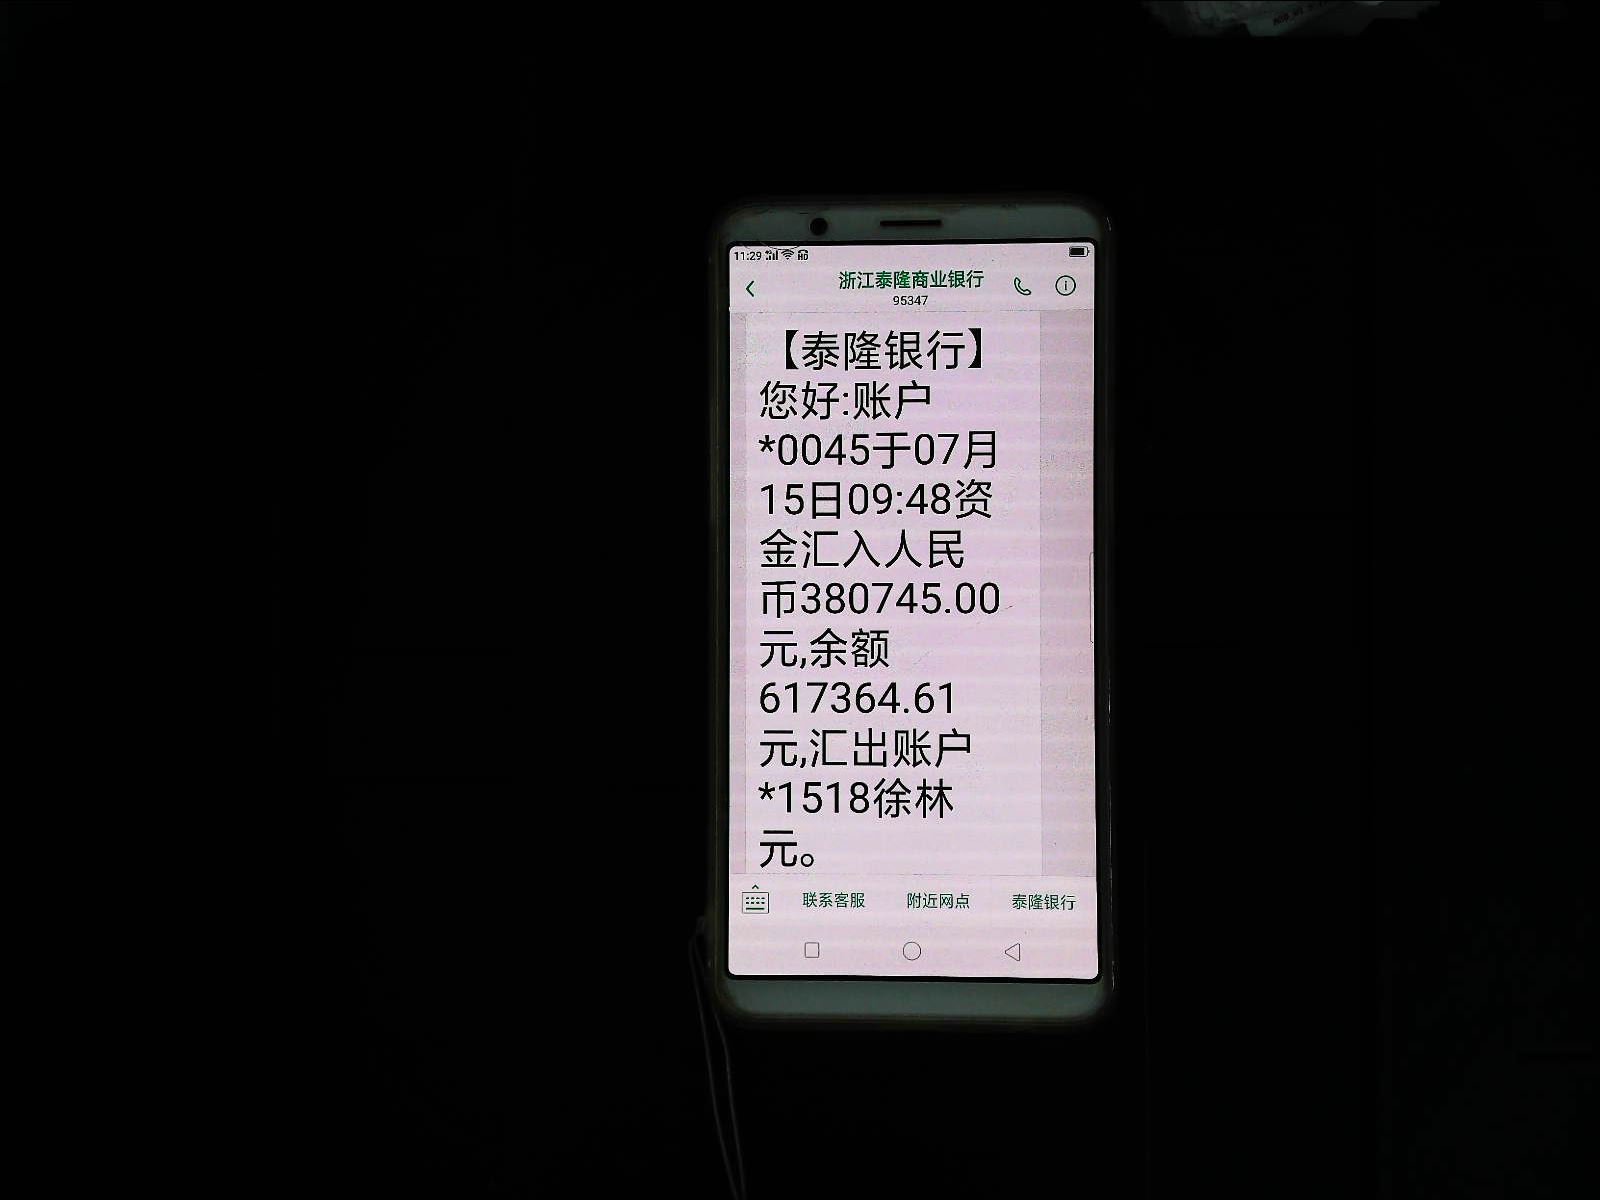 11:29
浙江泰隆商业银行
95347
【泰隆银行】
您好:账户
*0045于07月
15日09:48资
金汇入人民
币380745.00
元,余额
617364.61
元,汇出账户
*1518徐林
元。
联系客服 附近网点 泰隆银行